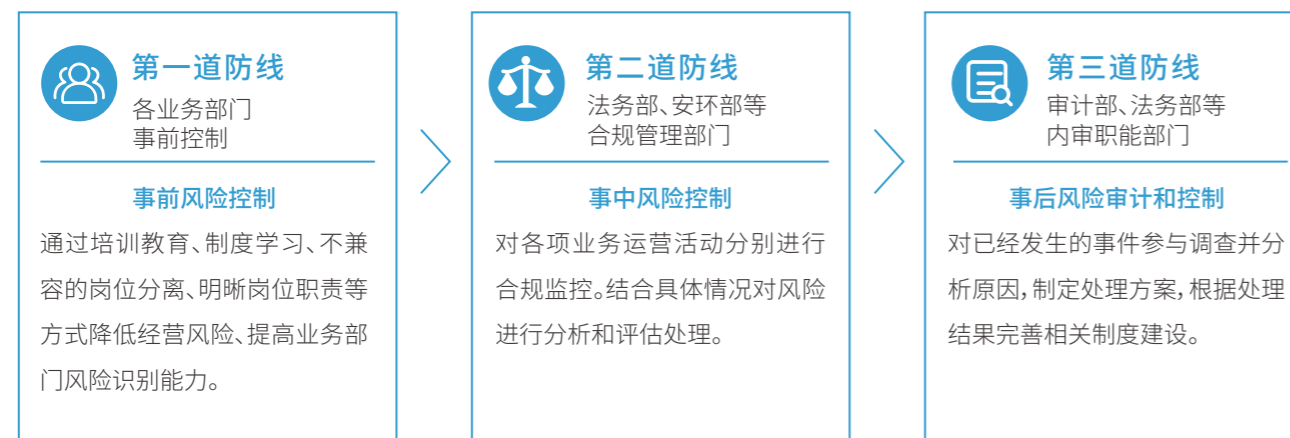 第一道防线
各业务部门
事前控制
事前风险控制
通过培训教育、制度学习、不兼
容的岗位分离、明晰岗位职责等
方式降低经营风险、提高业务部
门风险识别能力。
第二道防线
法务部、安环部等
合规管理部门
事中风险控制
对各项业务运营活动分别进行
合规监控。结合具体情况对风险
进行分析和评估处理。
第三道防线
审计部、法务部等
内审职能部门
事后风险审计和控制
对已经发生的事件参与调查并分
析原因,制定处理方案,根据处理
结果完善相关制度建设。